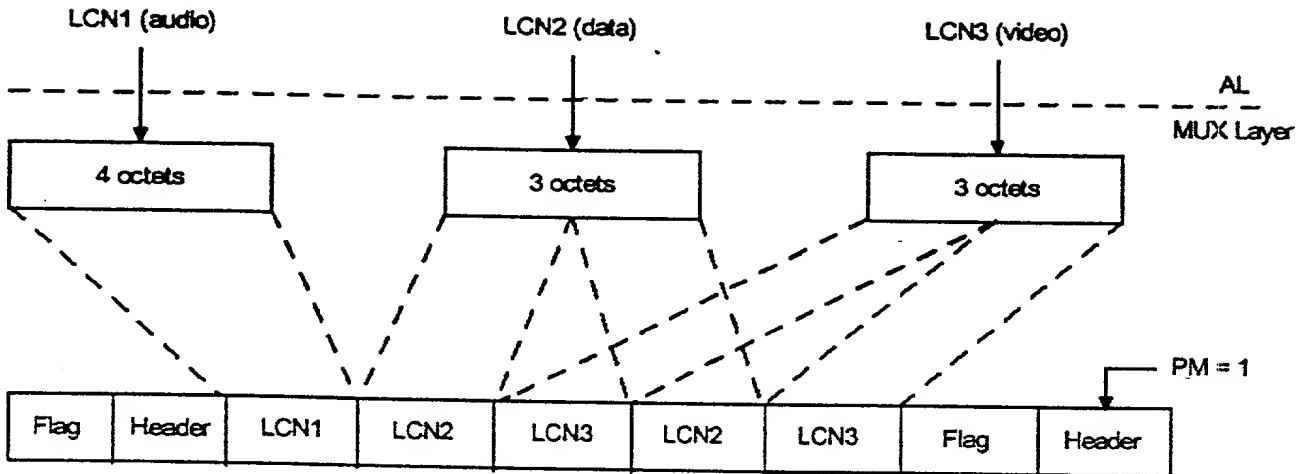 LCN1 (audio)
LCN2 (data)
LCN3 (video)
AL
MUX Layer
4 octets
3 octets
3 octets
PM = 1
Flag
Header
LCN1
LCN2
LCN3
LCN2
LCN3
Flag
Header